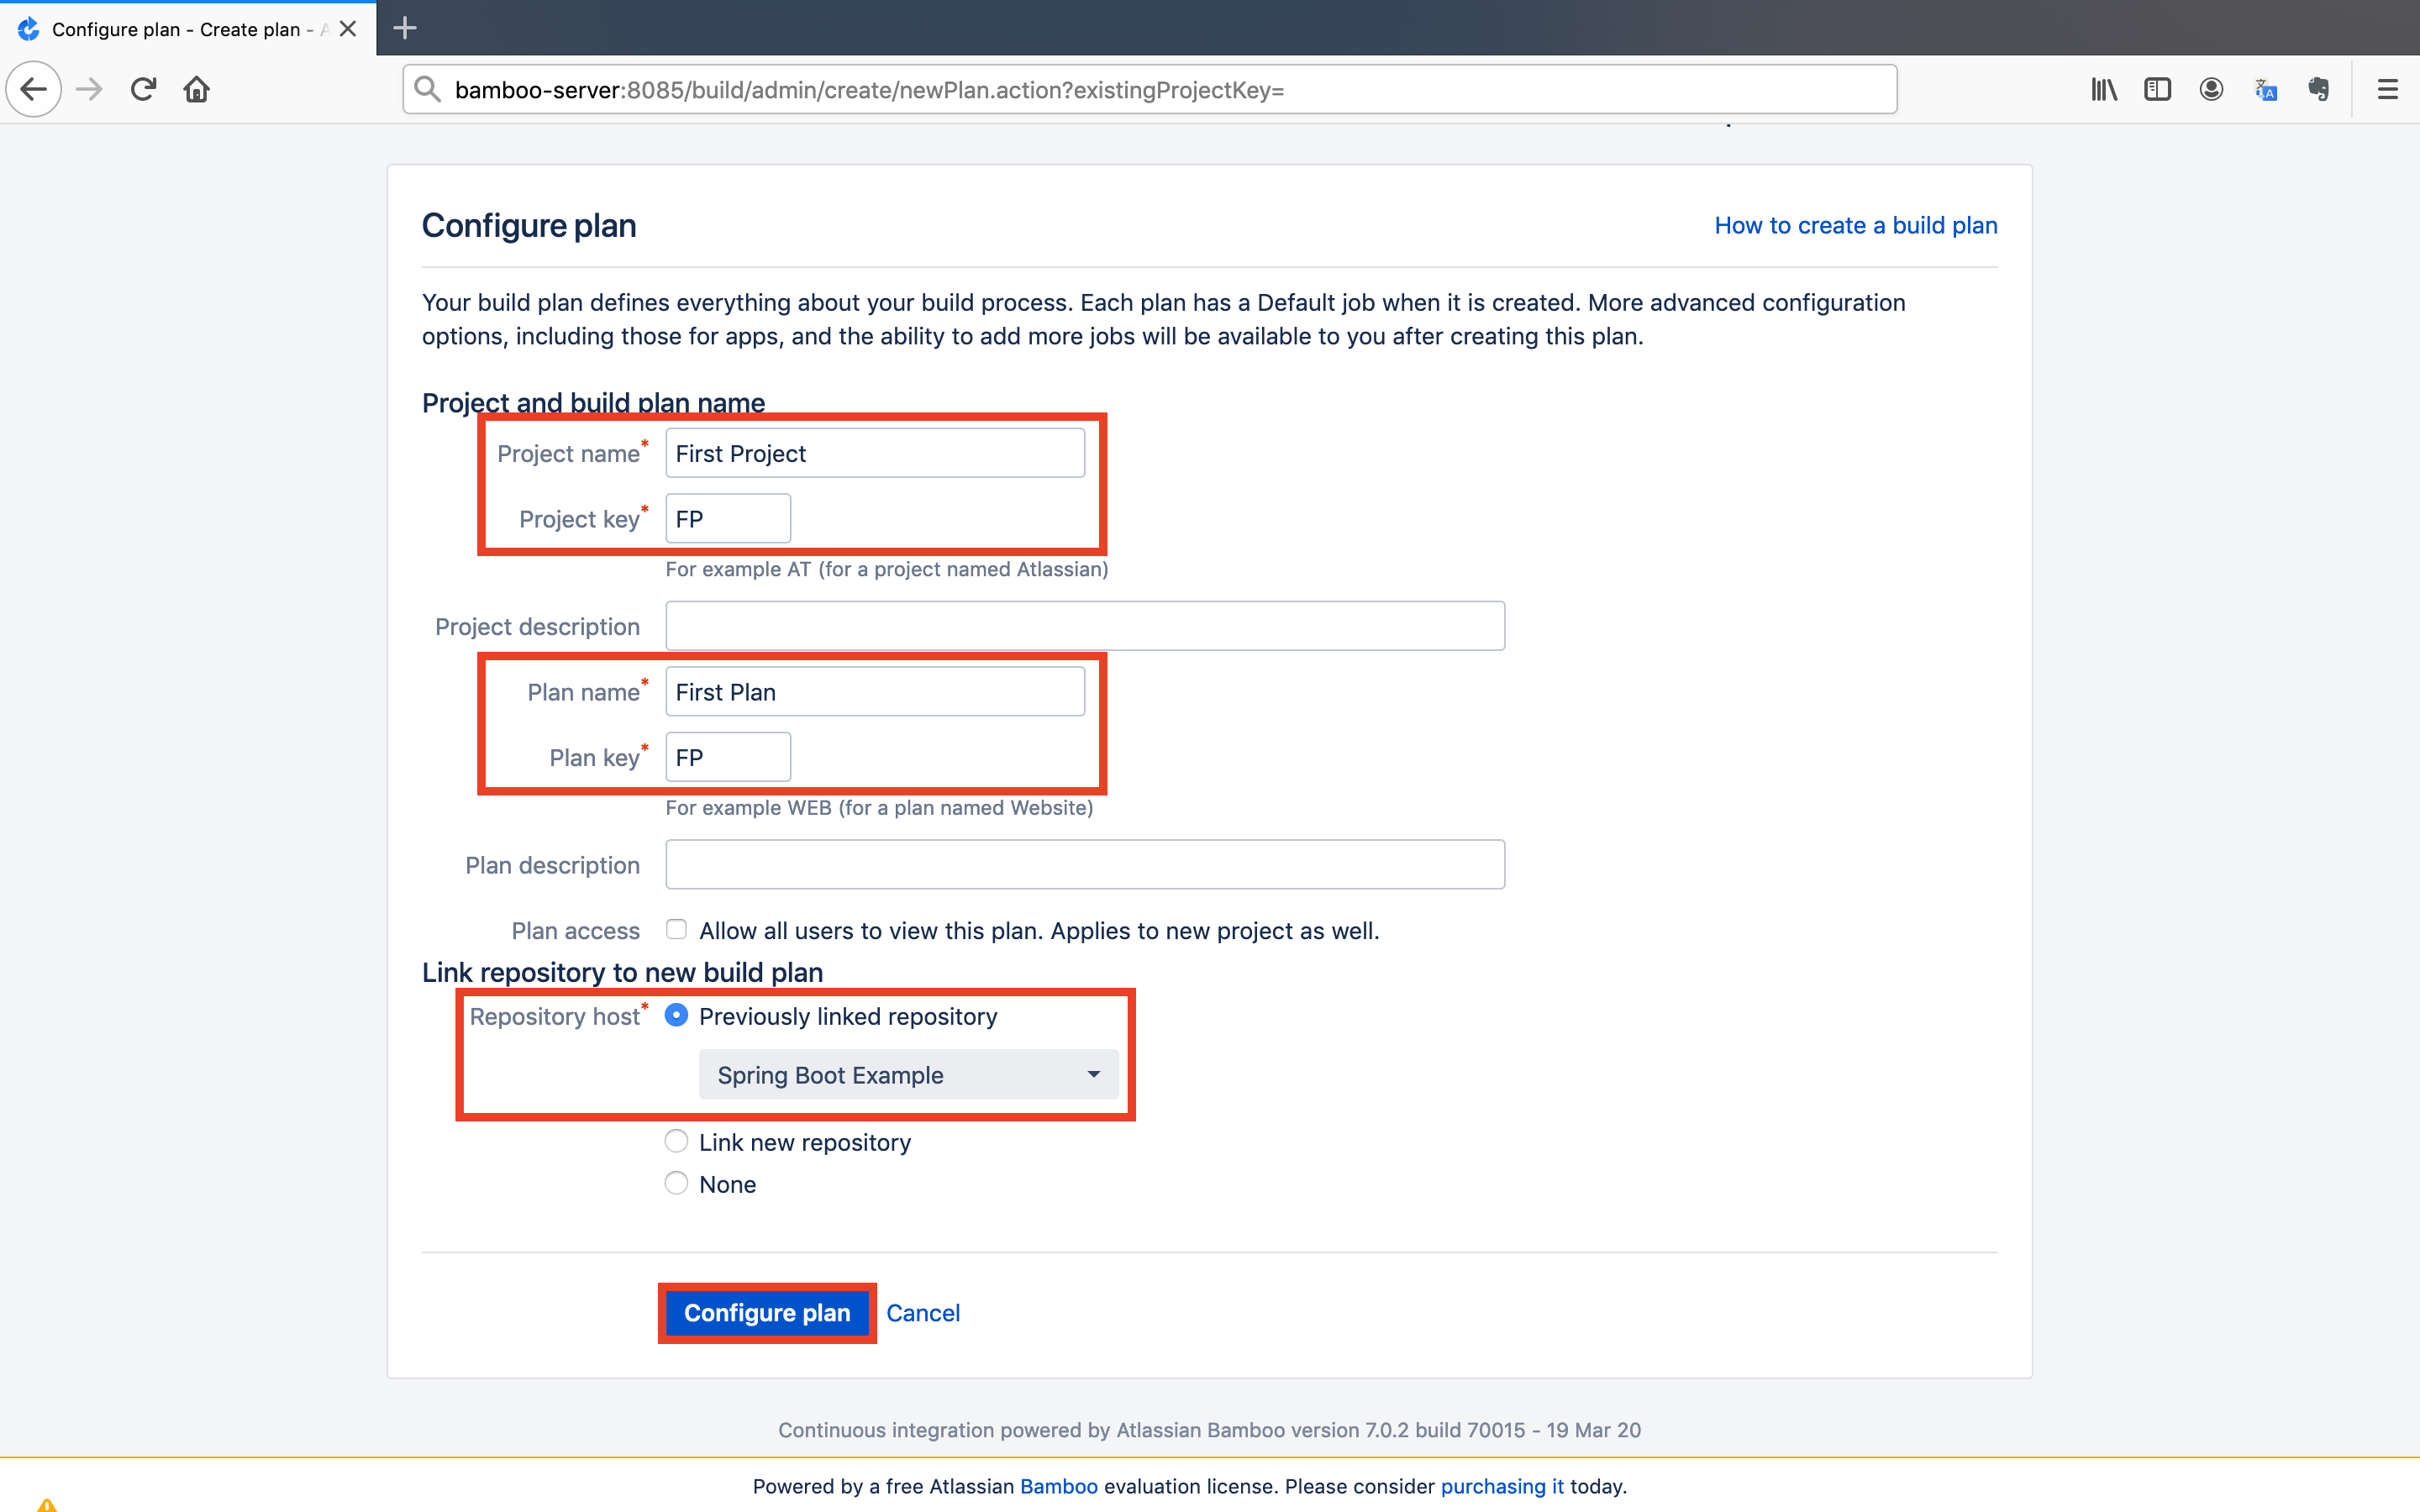 Configure plan - Create plan - A
bamboo-server:8085/build/admin/create/newPlan.action?existingProjectKey=
Configure plan
How to create a build plan
Your build plan defines everything about your build process. Each plan has a Default job when it is created. More advanced configuration
options, including those for apps, and the ability to add more jobs will be available to you after creating this plan.
Project and build plan name
Project name* First Project
Project key* FP
For example AT (for a project named Atlassian)
Project description
Plan name* First Plan
Plan key* FP
For example WEB (for a plan named Website)
Plan description
Plan access Allow all users to view this plan. Applies to new project as well.
Link repository to new build plan
Repository host* Previously linked repository
Spring Boot Example
Link new repository
None
Configure plan Cancel
Continuous integration powered by Atlassian Bamboo version 7.0.2 build 70015 - 19 Mar 20
Powered by a free Atlassian Bamboo evaluation license. Please consider purchasing it today.